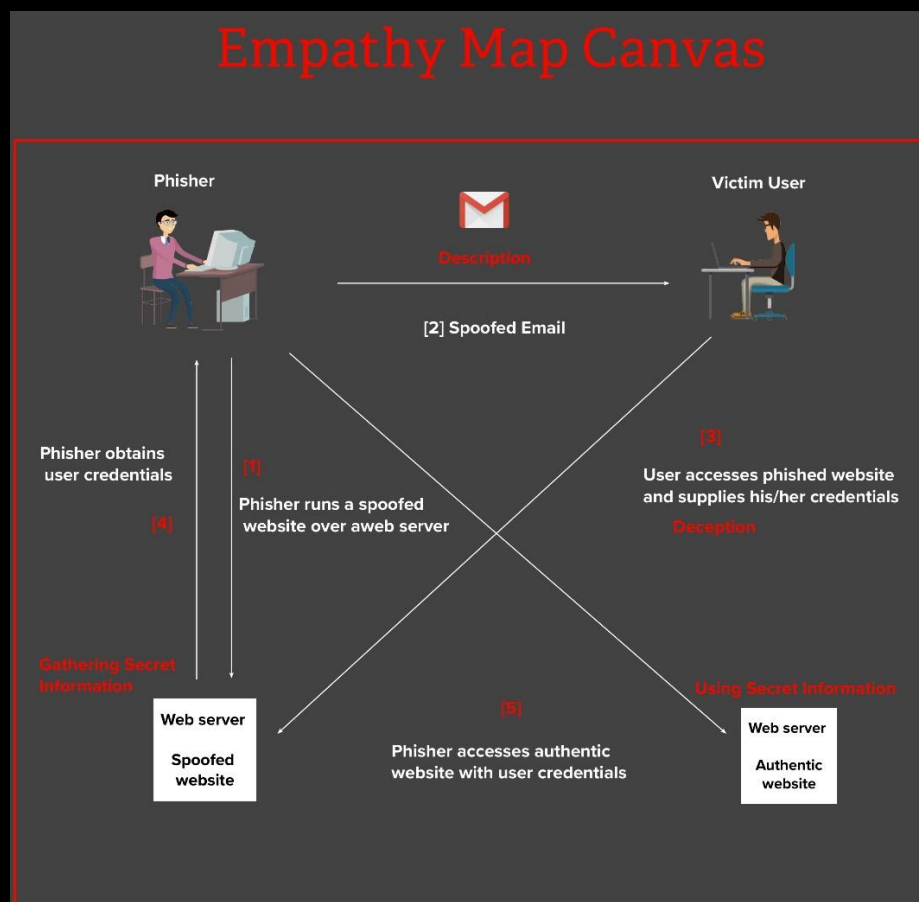 Empathy Map Canvas
Phisher
Victim User
Description
[2] Spoofed Email
Phisher obtains
user credentials
[4]
[1]
Phisher runs a spoofed
website over aweb server
[3]
User accesses phished website
and supplies his/her credentials
Deception
Gathering Secret
Information
Web server
Spoofed
website
[5]
Phisher accesses authentic
website with user credentials
Using Secret Information
Web server
Authentic
website